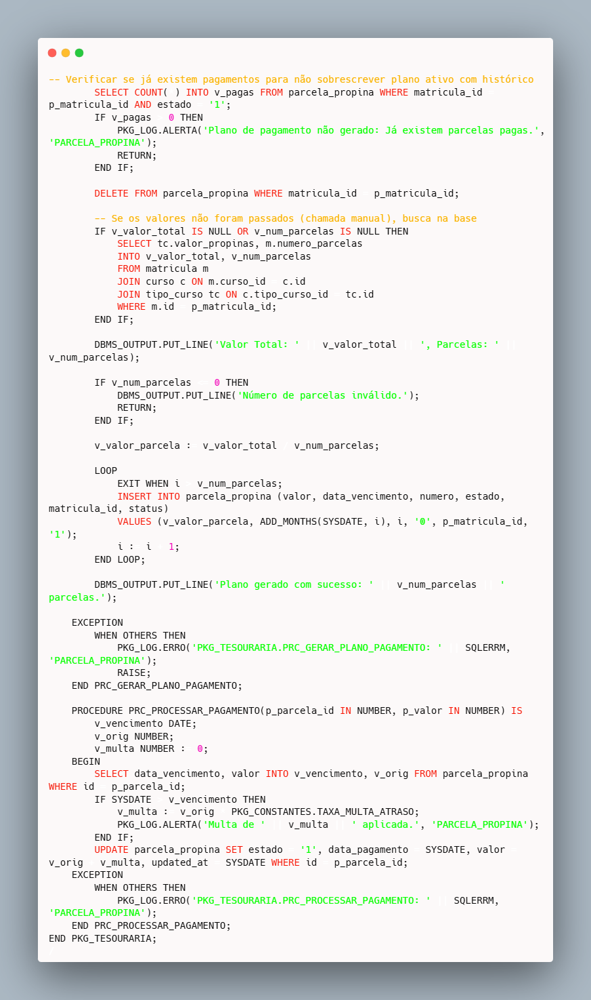 -- Verificar se já existem pagamentos para não sobrescrever plano ativo com histórico
SELECT COUNT( ) INTO v_pagas FROM parcela_propina WHERE matricula_id
p_matricula_id AND estado '1';
IF v_pagas 0 THEN
PKG_LOG.ALERTA('Plano de pagamento não gerado: Já existem parcelas pagas.',
'PARCELA_PROPINA');
RETURN;
END IF;
DELETE FROM parcela_propina WHERE matricula_id p_matricula_id;
-- Se os valores não foram passados (chamada manual), busca na base
IF v_valor_total IS NULL OR v_num_parcelas IS NULL THEN
SELECT tc.valor_propinas, m.numero_parcelas
INTO v_valor_total, v_num_parcelas
FROM matricula m
JOIN curso c ON m.curso_id c.id
JOIN tipo_curso tc ON c.tipo_curso_id tc.id
WHERE m.id p_matricula_id;
END IF;
DBMS_OUTPUT.PUT_LINE('Valor Total: ' || v_valor_total || ', Parcelas: ' ||
v_num_parcelas);
IF v_num_parcelas 0 THEN
DBMS_OUTPUT.PUT_LINE('Número de parcelas inválido.');
RETURN;
END IF;
v_valor_parcela : v_valor_total v_num_parcelas;
LOOP
EXIT WHEN i v_num_parcelas;
INSERT INTO parcela_propina (valor, data_vencimento, numero, estado,
matricula_id, status)
VALUES (v_valor_parcela, ADD_MONTHS(SYSDATE, i), i, '0', p_matricula_id,
'1');
i : i 1;
END LOOP;
DBMS_OUTPUT.PUT_LINE('Plano gerado com sucesso: ' || v_num_parcelas || '
parcelas.');
EXCEPTION
WHEN OTHERS THEN
PKG_LOG.ERRO('PKG_TESOURARIA.PRC_GERAR_PLANO_PAGAMENTO: ' || SQLERRM,
'PARCELA_PROPINA');
RAISE;
END PRC_GERAR_PLANO_PAGAMENTO;
PROCEDURE PRC_PROCESSAR_PAGAMENTO(p_parcela_id IN NUMBER, p_valor IN NUMBER) IS
v_vencimento DATE;
v_orig NUMBER;
v_multa NUMBER : 0;
BEGIN
SELECT data_vencimento, valor INTO v_vencimento, v_orig FROM parcela_propina
WHERE id p_parcela_id;
IF SYSDATE v_vencimento THEN
v_multa : v_orig PKG_CONSTANTES.TAXA_MULTA_ATRASO;
PKG_LOG.ALERTA('Multa de ' || v_multa || ' aplicada.', 'PARCELA_PROPINA');
END IF;
UPDATE parcela_propina SET estado '1', data_pagamento SYSDATE, valor
v_orig v_multa, updated_at SYSDATE WHERE id p_parcela_id;
EXCEPTION
WHEN OTHERS THEN
PKG_LOG.ERRO('PKG_TESOURARIA.PRC_PROCESSAR_PAGAMENTO: ' || SQLERRM,
'PARCELA_PROPINA');
END PRC_PROCESSAR_PAGAMENTO;
END PKG_TESOURARIA;